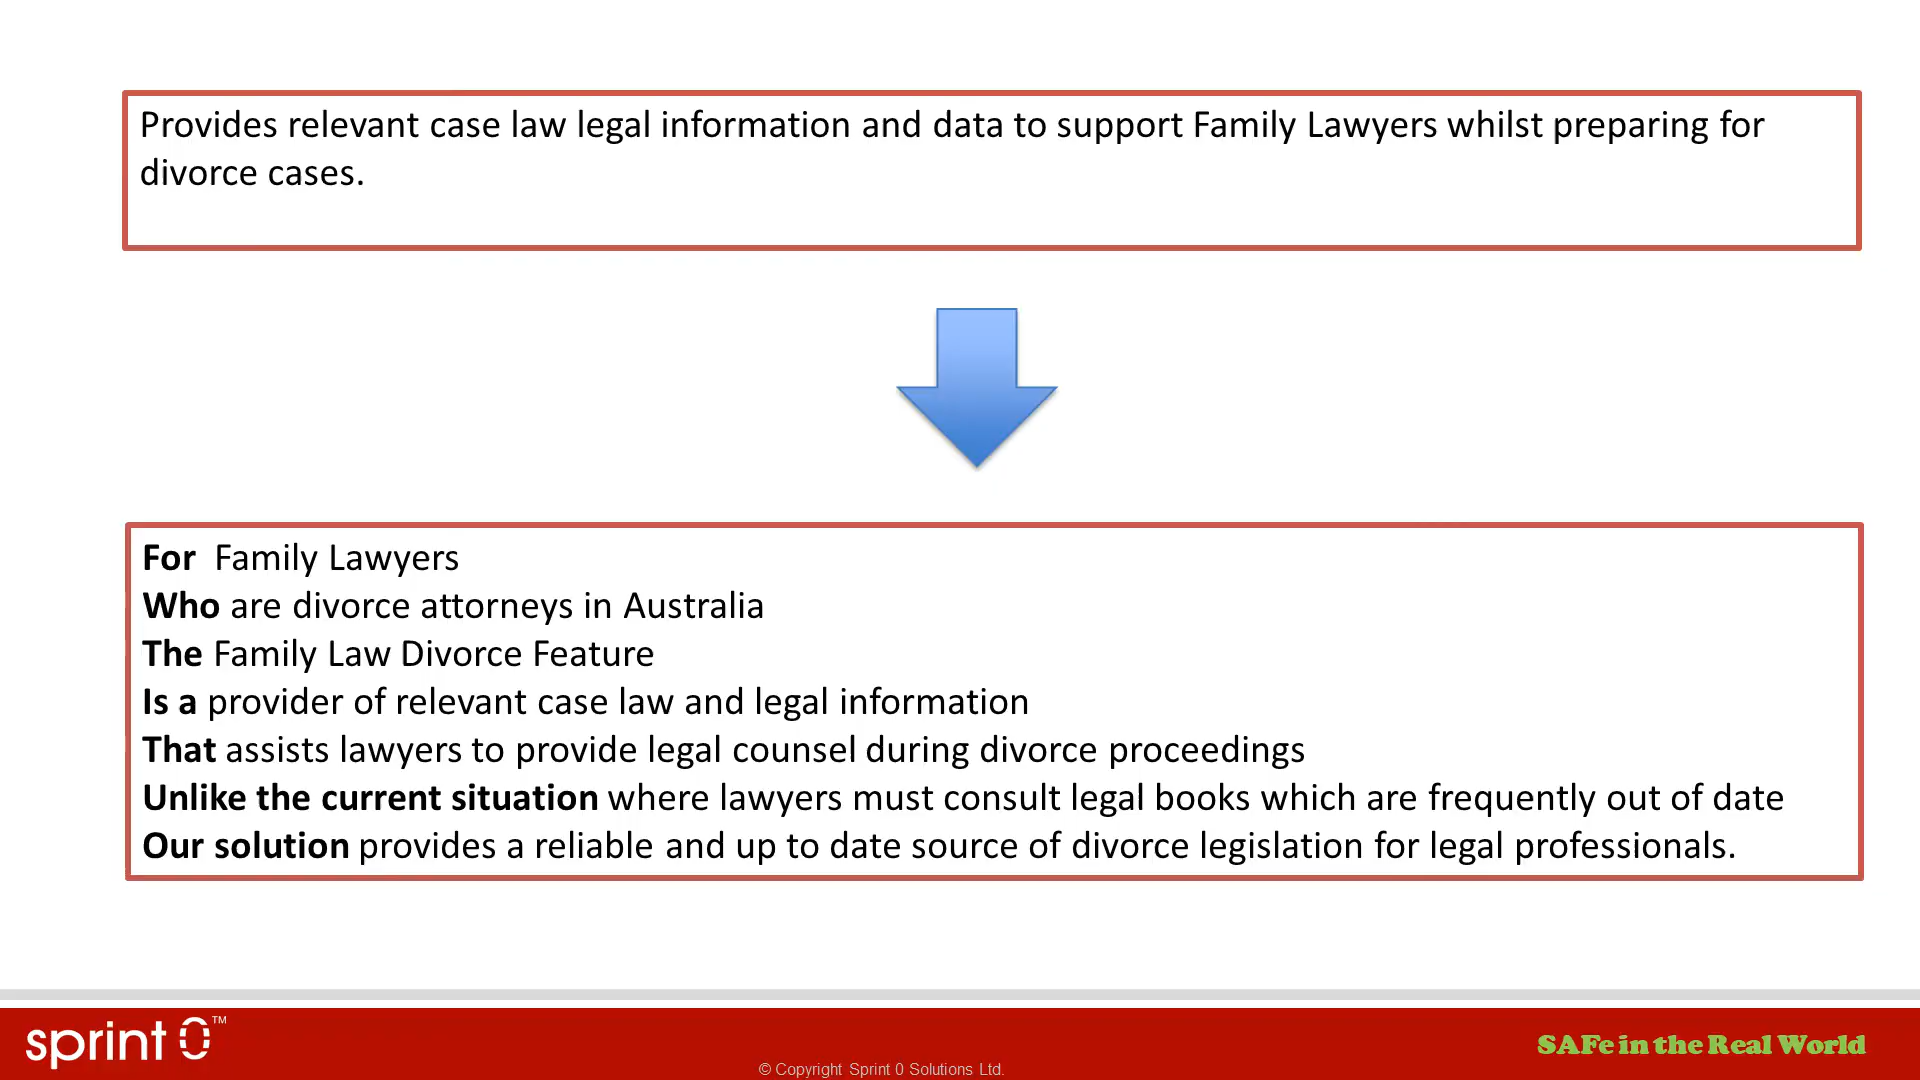 Provides relevant case law legal information and data to support Family Lawyers whilst preparing for
divorce cases.
For Family Lawyers
Who are divorce attorneys in Australia
The Family Law Divorce Feature
Is a provider of relevant case law and legal information
That assists lawyers to provide legal counsel during divorce proceedings
Unlike the current situation where lawyers must consult legal books which are frequently out of date
Our solution provides a reliable and up to date source of divorce legislation for legal professionals.
sprint 0™
© Copyright Sprint 0 Solutions Ltd.
SAFe in the Real World